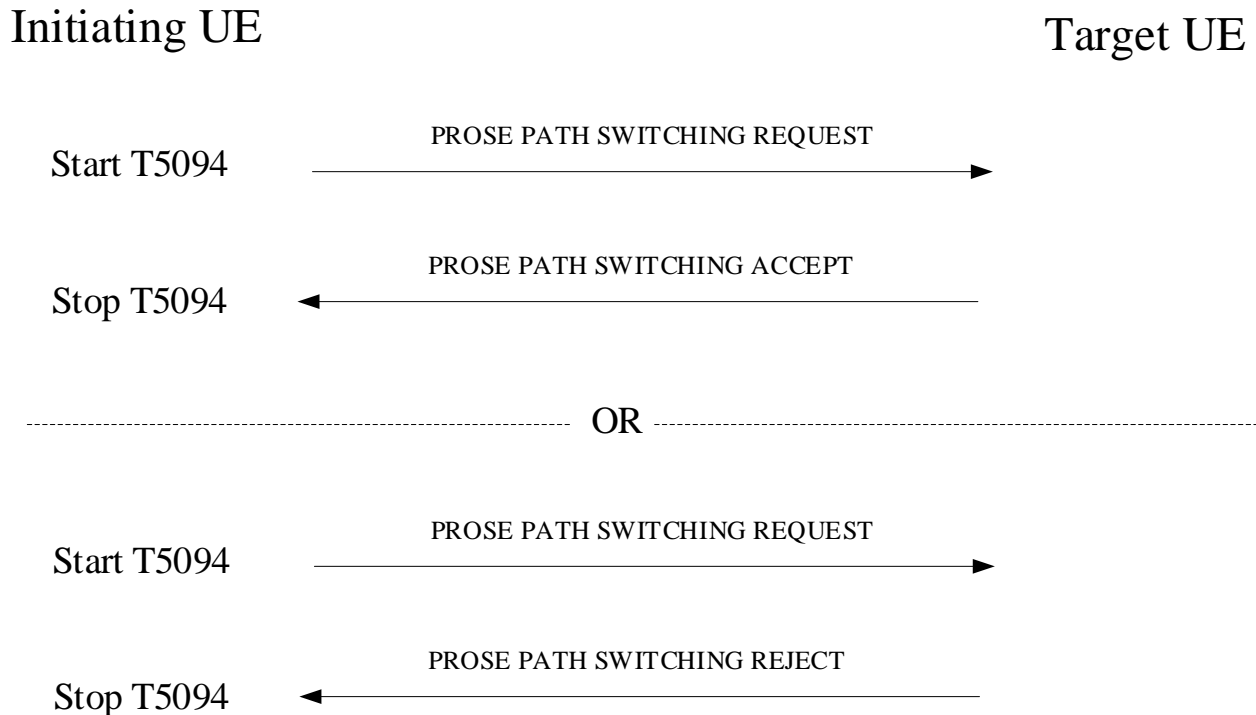 Initiating UE
Target UE
PROSE PATH SWITCHING REQUEST
Start T5094
PROSE PATH SWITCHING ACCEPT
Stop T5094
OR
PROSE PATH SWITCHING REQUEST
Start T5094
PROSE PATH SWITCHING REJECT
Stop T5094